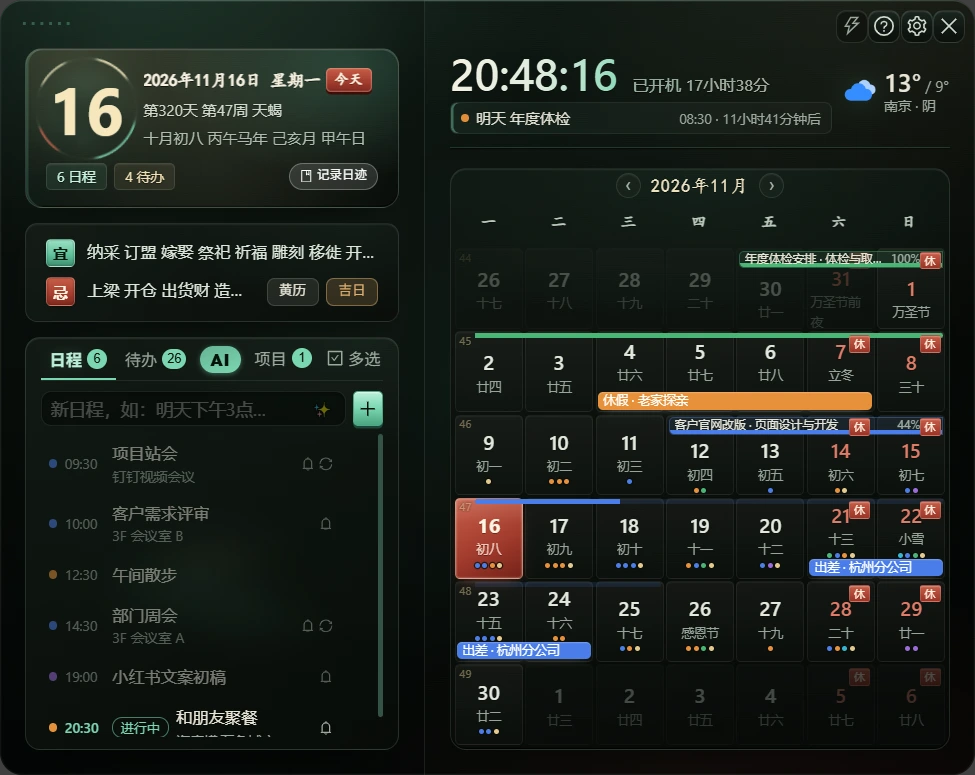 16
2026年11月16日 星期一 今天
第320天 第47周 天蝎
十月初八 丙午马年 己亥月 甲午日
6 日程 4 待办 记录日迹
宜 纳采 订盟 嫁娶 祭祀 祈福 雕刻 移徙 开...
忌 上梁 开仓 出货财 造... 黄历 吉日
日程 6 待办 26 AI 项目 1 多选
新日程，如：明天下午3点...
09:30 项目站会
钉钉视频会议
10:00 客户需求评审
3F 会议室 B
12:30 午间散步
14:30 部门周会
3F 会议室 A
19:00 小红书文案初稿
20:30 进行中 和朋友聚餐
20:48:16 已开机 17小时38分
13° / 9°
南京 · 阴
明天 年度体检 08:30 · 11小时41分钟后
2026年11月
一 二 三 四 五 六 日
年度体检安排 · 体检与取... 100% 休
44 26 27 28 29 30 31 1
十七 十八 十九 二十 廿一 万圣节前夜 万圣节
45 休 休
2 3 4 5 6 7 8
廿四 廿五 廿六 廿七 廿八 立冬 三十
休假 · 老家探亲
46 客户官网改版 · 页面设计与开发 休 44% 休
9 10 11 12 13 14 15
初一 初二 初三 初四 初五 初六 初七
47 休 休
16 17 18 19 20 21 22
初八 初九 初十 十一 十二 十三 小雪
出差 · 杭州分公司
48 休 休
23 24 25 26 27 28 29
十五 十六 十七 感恩节 十九 二十 廿一
出差 · 杭州分公司
49 休 休
30 1 2 3 4 5 6
廿二 廿三 廿四 廿五 廿六 廿七 廿八